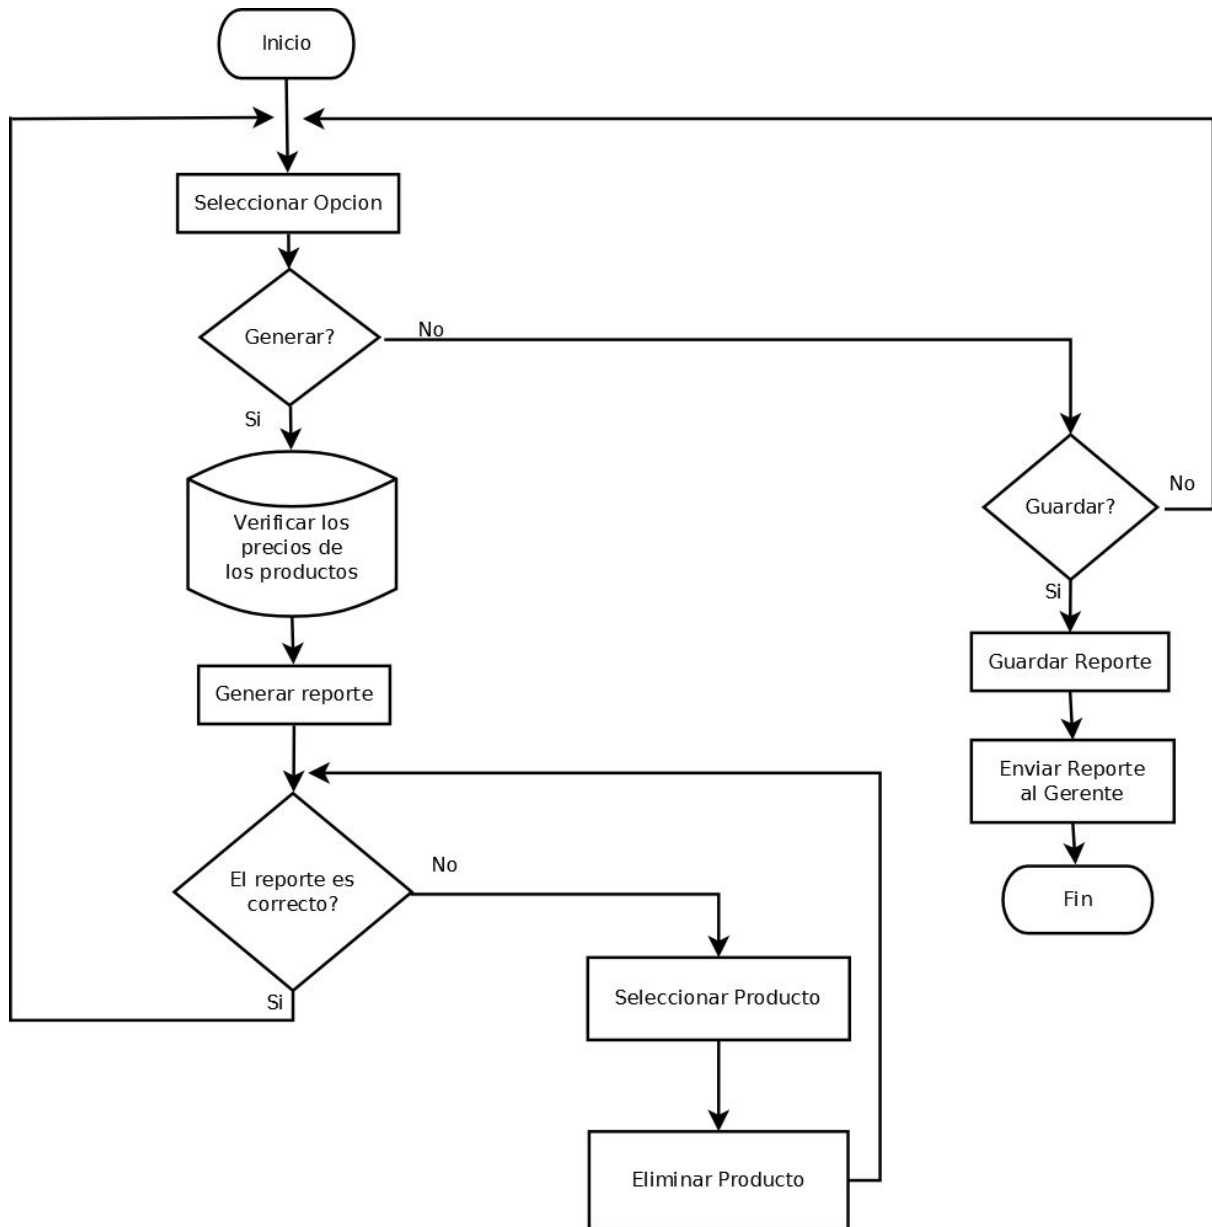 Inicio
Seleccionar Opcion
Generar?
No
Si
Verificar los
precios de
los productos
Generar reporte
El reporte es
correcto?
No
Si
Seleccionar Producto
Eliminar Producto
Guardar?
No
Si
Guardar Reporte
Enviar Reporte
al Gerente
Fin